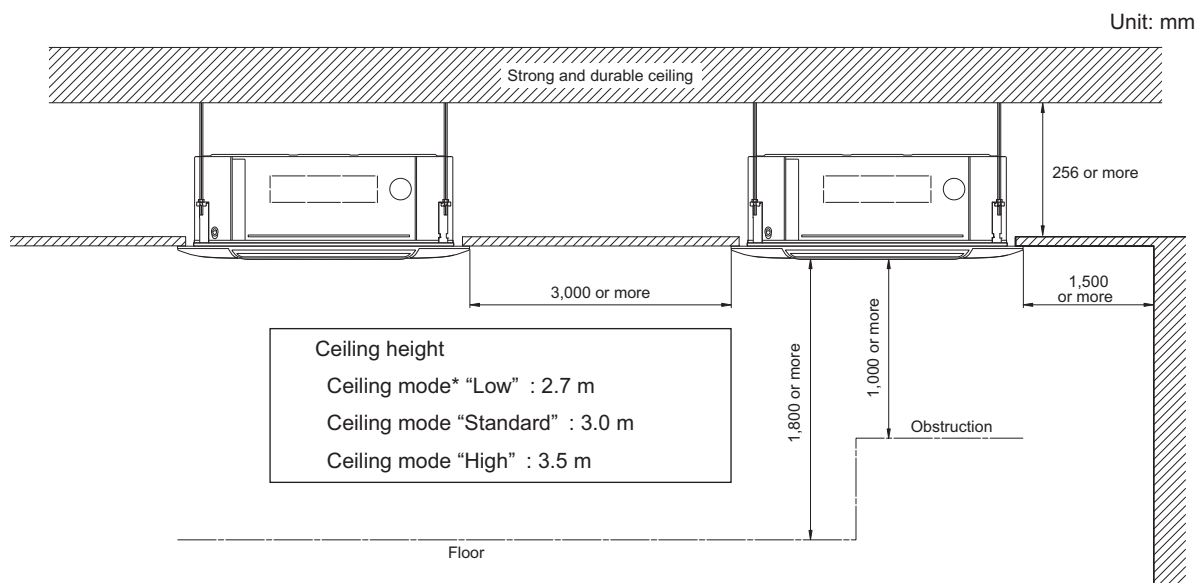 Unit: mm
Strong and durable ceiling
256 or more
3,000 or more
1,500
or more
1,800 or more
1,000 or more
Ceiling height
Ceiling mode* “Low” : 2.7 m
Ceiling mode “Standard” : 3.0 m
Ceiling mode “High” : 3.5 m
Obstruction
Floor